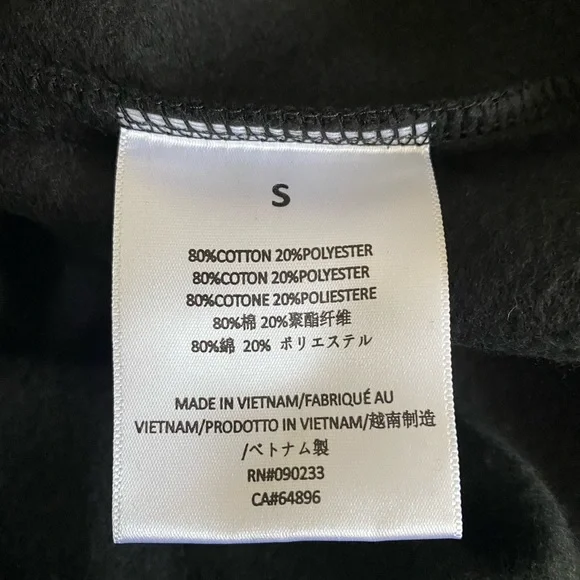 S
80%COTTON 20%POLYESTER
80%COTON 20%POLYESTER
80%COTONE 20%POLIESTERE
80%棉 20%聚酯纤维
80%綿 20% ポリエステル
MADE IN VIETNAM/FABRIQUÉ AU
VIETNAM/PRODOTTO IN VIETNAM/越南制造
/ベトナム製
RN#090233
CA#64896